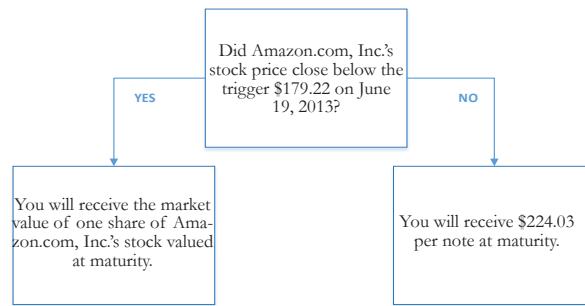 Did Amazon.com, Inc.'s
stock price close below the
trigger $179.22 on June
19, 2013?
YES
NO
You will receive the market
value of one share of Ama-
zon.com, Inc.'s stock valued
at maturity.
You will receive $224.03
per note at maturity.